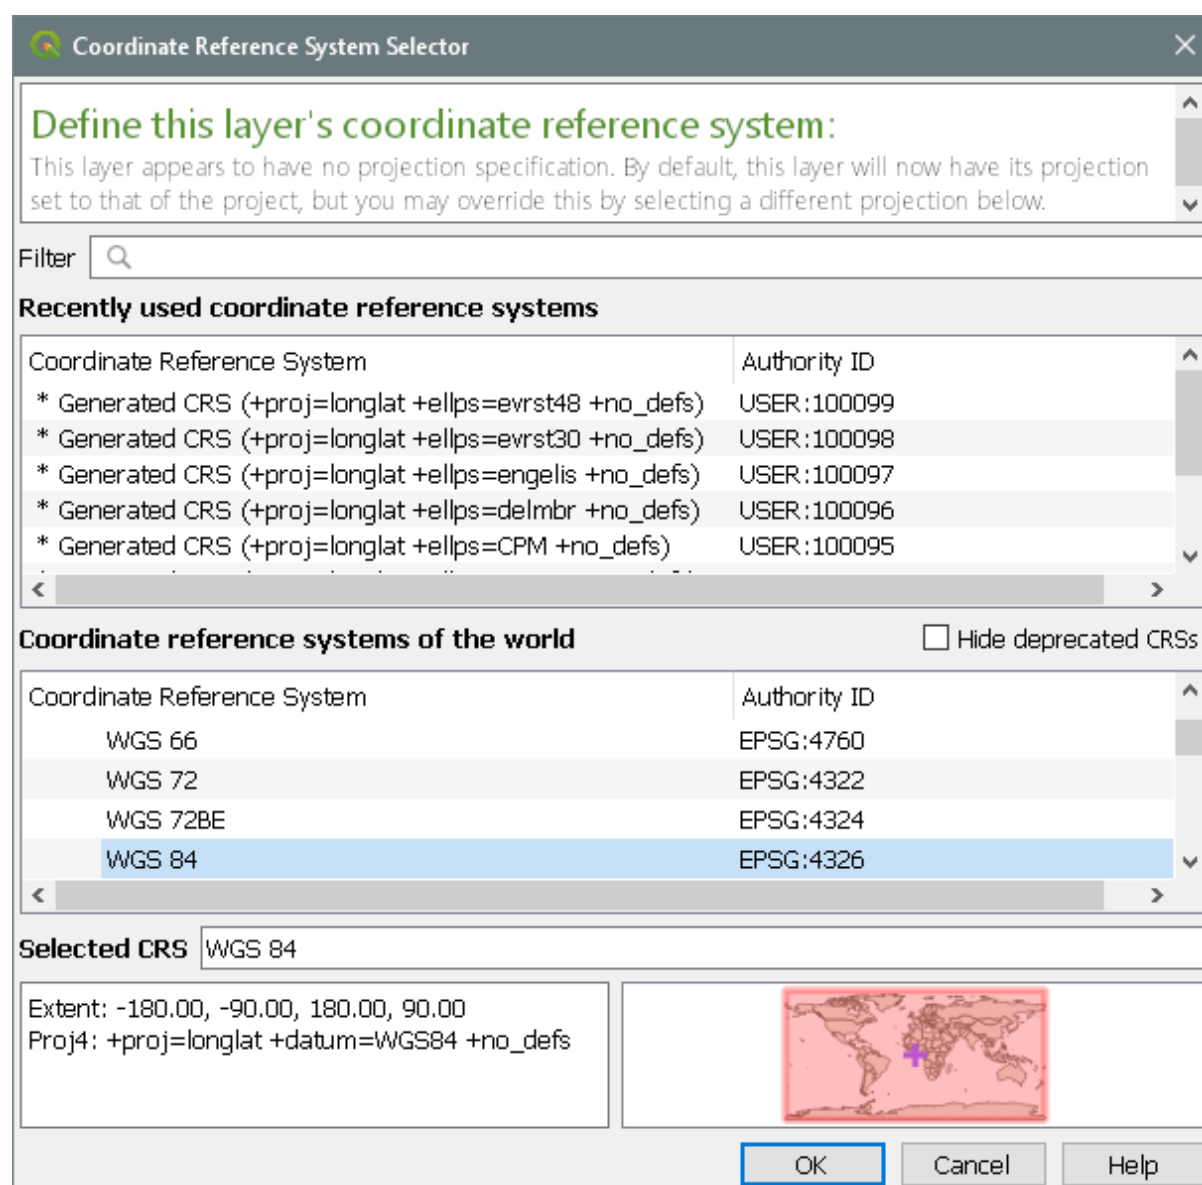 Coordinate Reference System Selector
Define this layer's coordinate reference system:
This layer appears to have no projection specification. By default, this layer will now have its projection
set to that of the project, but you may override this by selecting a different projection below.
Filter
Recently used coordinate reference systems
Coordinate Reference System Authority ID
* Generated CRS (+proj=longlat +ellps=evrst48 +no_defs) USER:100099
* Generated CRS (+proj=longlat +ellps=evrst30 +no_defs) USER:100098
* Generated CRS (+proj=longlat +ellps=engelis +no_defs) USER:100097
* Generated CRS (+proj=longlat +ellps=delmbr +no_defs) USER:100096
* Generated CRS (+proj=longlat +ellps=CPM +no_defs) USER:100095
Coordinate reference systems of the world Hide deprecated CRSs
Coordinate Reference System Authority ID
WGS 66 EPSG:4760
WGS 72 EPSG:4322
WGS 72BE EPSG:4324
WGS 84 EPSG:4326
Selected CRS WGS 84
Extent: -180.00, -90.00, 180.00, 90.00
Proj4: +proj=longlat +datum=WGS84 +no_defs
OK Cancel Help